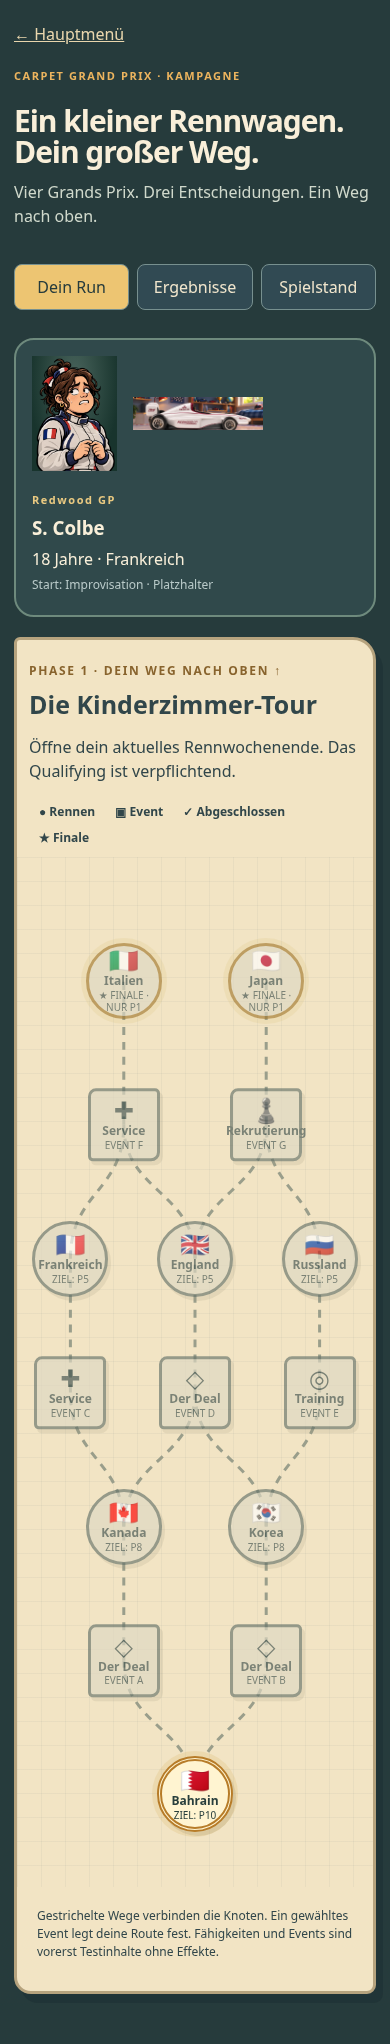 ← Hauptmenü
CARPET GRAND PRIX · KAMPAGNE
Ein kleiner Rennwagen.
Dein großer Weg.
Vier Grands Prix. Drei Entscheidungen. Ein Weg
nach oben.
Dein Run Ergebnisse Spielstand
Redwood GP
S. Colbe
18 Jahre · Frankreich
Start: Improvisation · Platzhalter
PHASE 1 · DEIN WEG NACH OBEN ↑
Die Kinderzimmer-Tour
Öffne dein aktuelles Rennwochenende. Das
Qualifying ist verpflichtend.
● Rennen ▣ Event ✓ Abgeschlossen
★ Finale
Italien Japan
★ FINALE · ★ FINALE ·
NUR P1 NUR P1
Service Rekrutierung
EVENT F EVENT G
Frankreich England Russland
ZIEL: P5 ZIEL: P5 ZIEL: P5
Service Der Deal Training
EVENT C EVENT D EVENT E
Kanada Korea
ZIEL: P8 ZIEL: P8
Der Deal Der Deal
EVENT A EVENT B
Bahrain
ZIEL: P10
Gestrichelte Wege verbinden die Knoten. Ein gewähltes
Event legt deine Route fest. Fähigkeiten und Events sind
vorerst Testinhalte ohne Effekte.